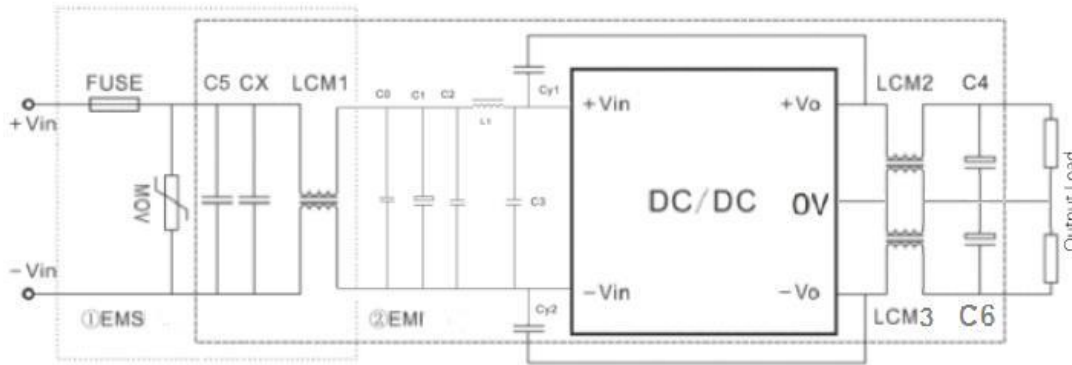 FUSE C5 CX LCM1 LCM2 C4
C0 C1 C2 L1 Cy1
+Vin +Vin +Vo
MOV C3 DC/DC 0V Output Load
−Vin −Vin −Vo
①EMS ②EMI Cy2 LCM3 C6